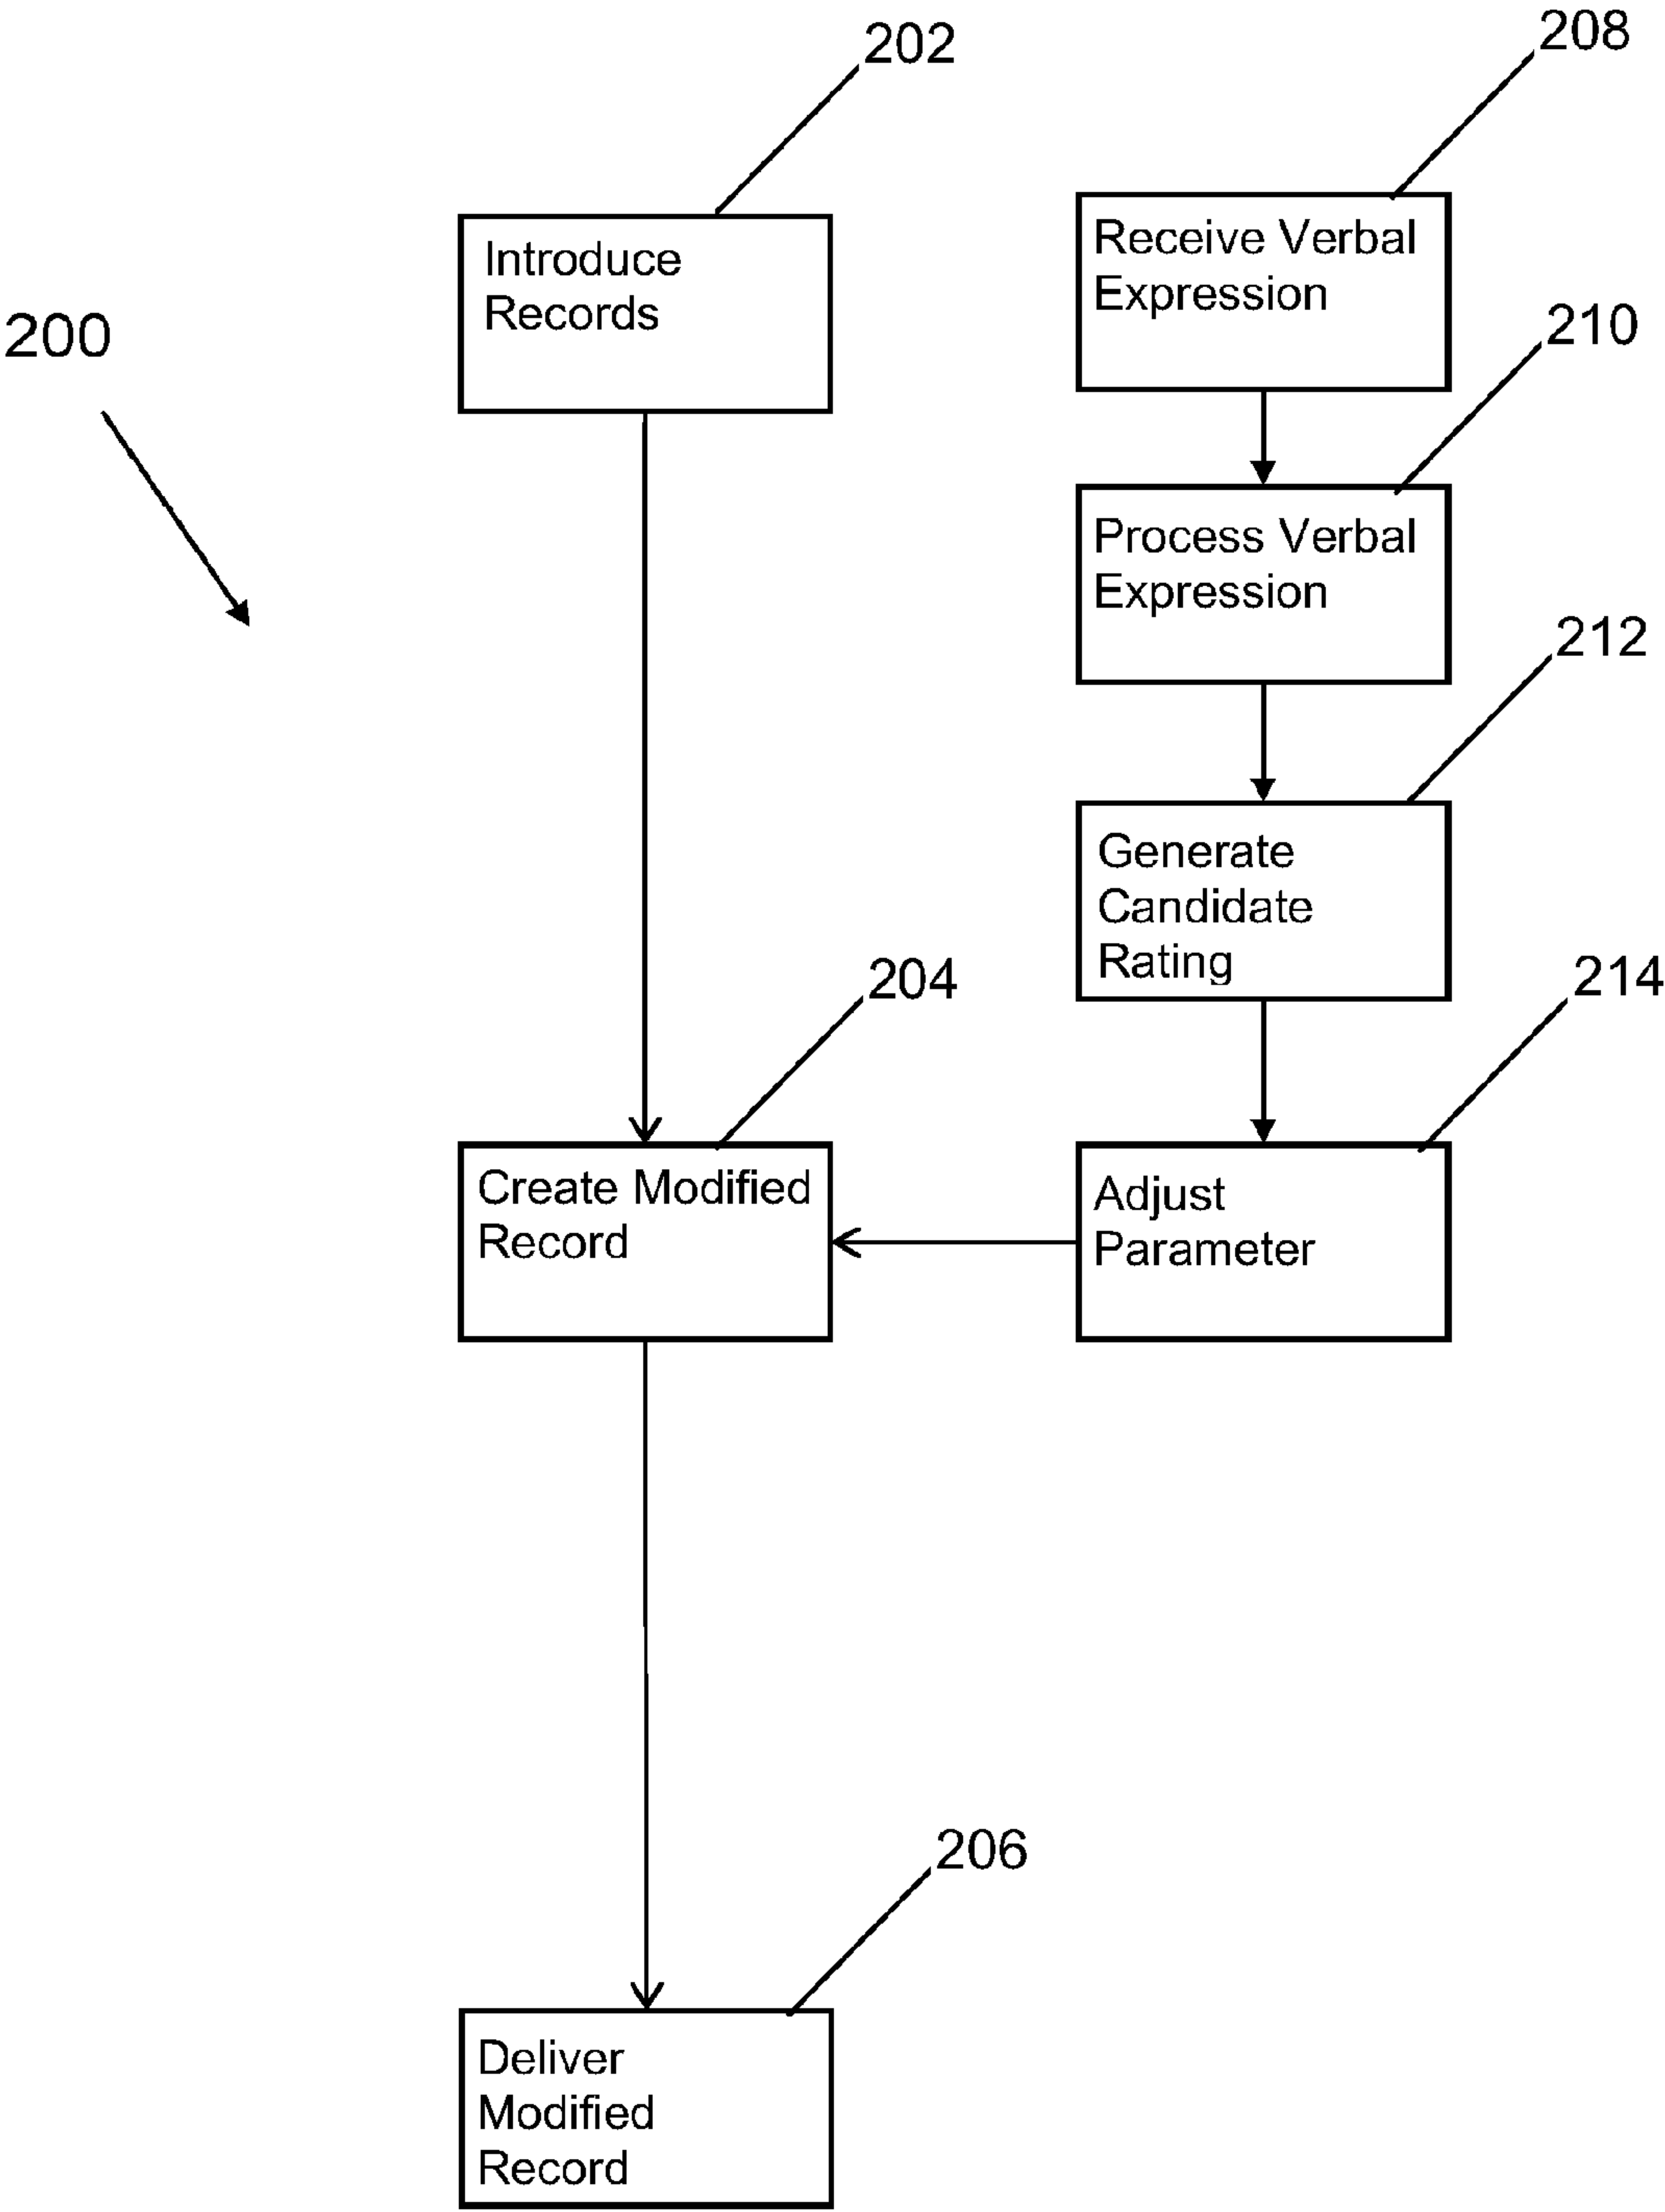 202
208
Introduce
Records
Receive Verbal
Expression
200
210
Process Verbal
Expression
212
Generate
Candidate
Rating
204
214
Create Modified
Record
Adjust
Parameter
206
Deliver
Modified
Record